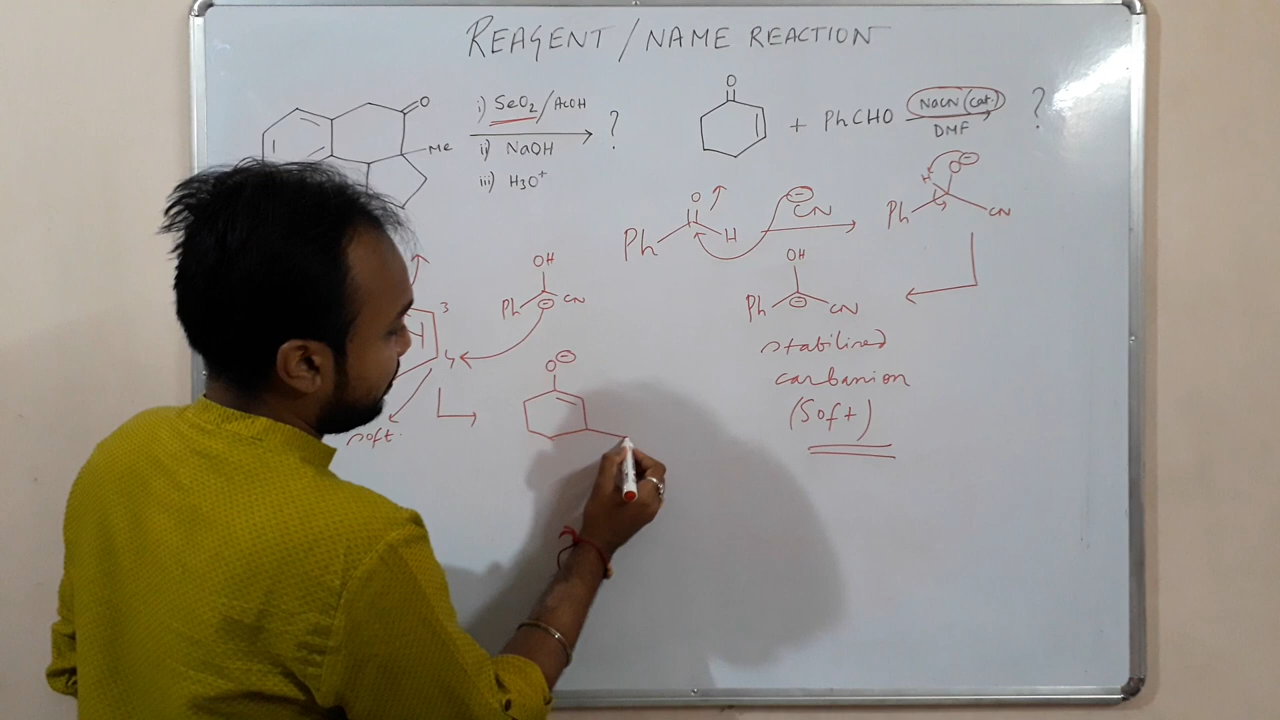 REAGENT / NAME REACTION
O
Me
i) SeO2/AcOH
ii) NaOH
iii) H3O+
?
O
+ PhCHO
NaCN (cat.)
DMF
?
O
Ph
H
⊖
CN
O⊖
H
Ph
CN
OH
Ph
⊖
CN
stabilized
carbanion
(Soft)
OH
Ph
⊖
CN
3
4
soft.
O⊖